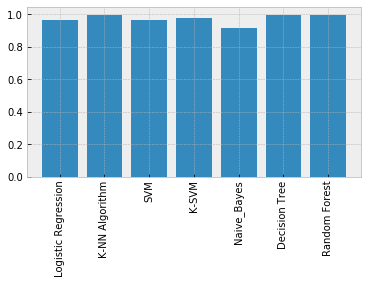 1.0
0.8
0.6
0.4
0.2
0.0
Logistic Regression
K-NN Algorithm
SVM
K-SVM
Naive_Bayes
Decision Tree
Random Forest